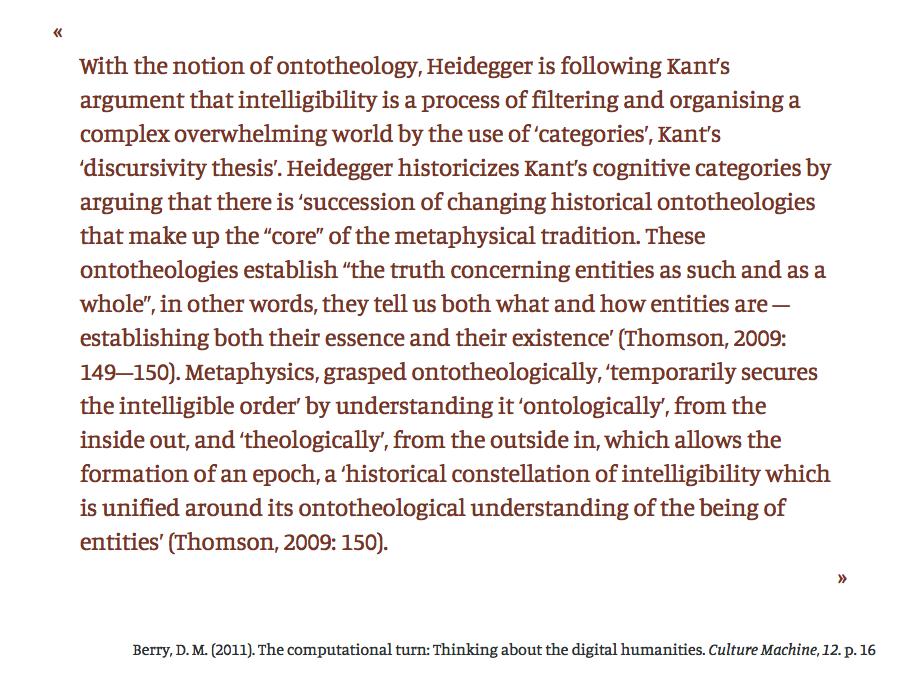 «
With the notion of ontotheology, Heidegger is following Kant's
argument that intelligibility is a process of filtering and organising a
complex overwhelming world by the use of ‘categories’, Kant's
‘discursivity thesis’. Heidegger historicizes Kant's cognitive categories by
arguing that there is ‘succession of changing historical ontotheologies
that make up the “core” of the metaphysical tradition. These
ontotheologies establish “the truth concerning entities as such and as a
whole”, in other words, they tell us both what and how entities are —
establishing both their essence and their existence’ (Thomson, 2009:
149—150). Metaphysics, grasped ontotheologically, ‘temporarily secures
the intelligible order’ by understanding it ‘ontologically’, from the
inside out, and ‘theologically’, from the outside in, which allows the
formation of an epoch, a ‘historical constellation of intelligibility which
is unified around its ontotheological understanding of the being of
entities’ (Thomson, 2009: 150).
»
Berry, D. M. (2011). The computational turn: Thinking about the digital humanities. Culture Machine, 12. p. 16